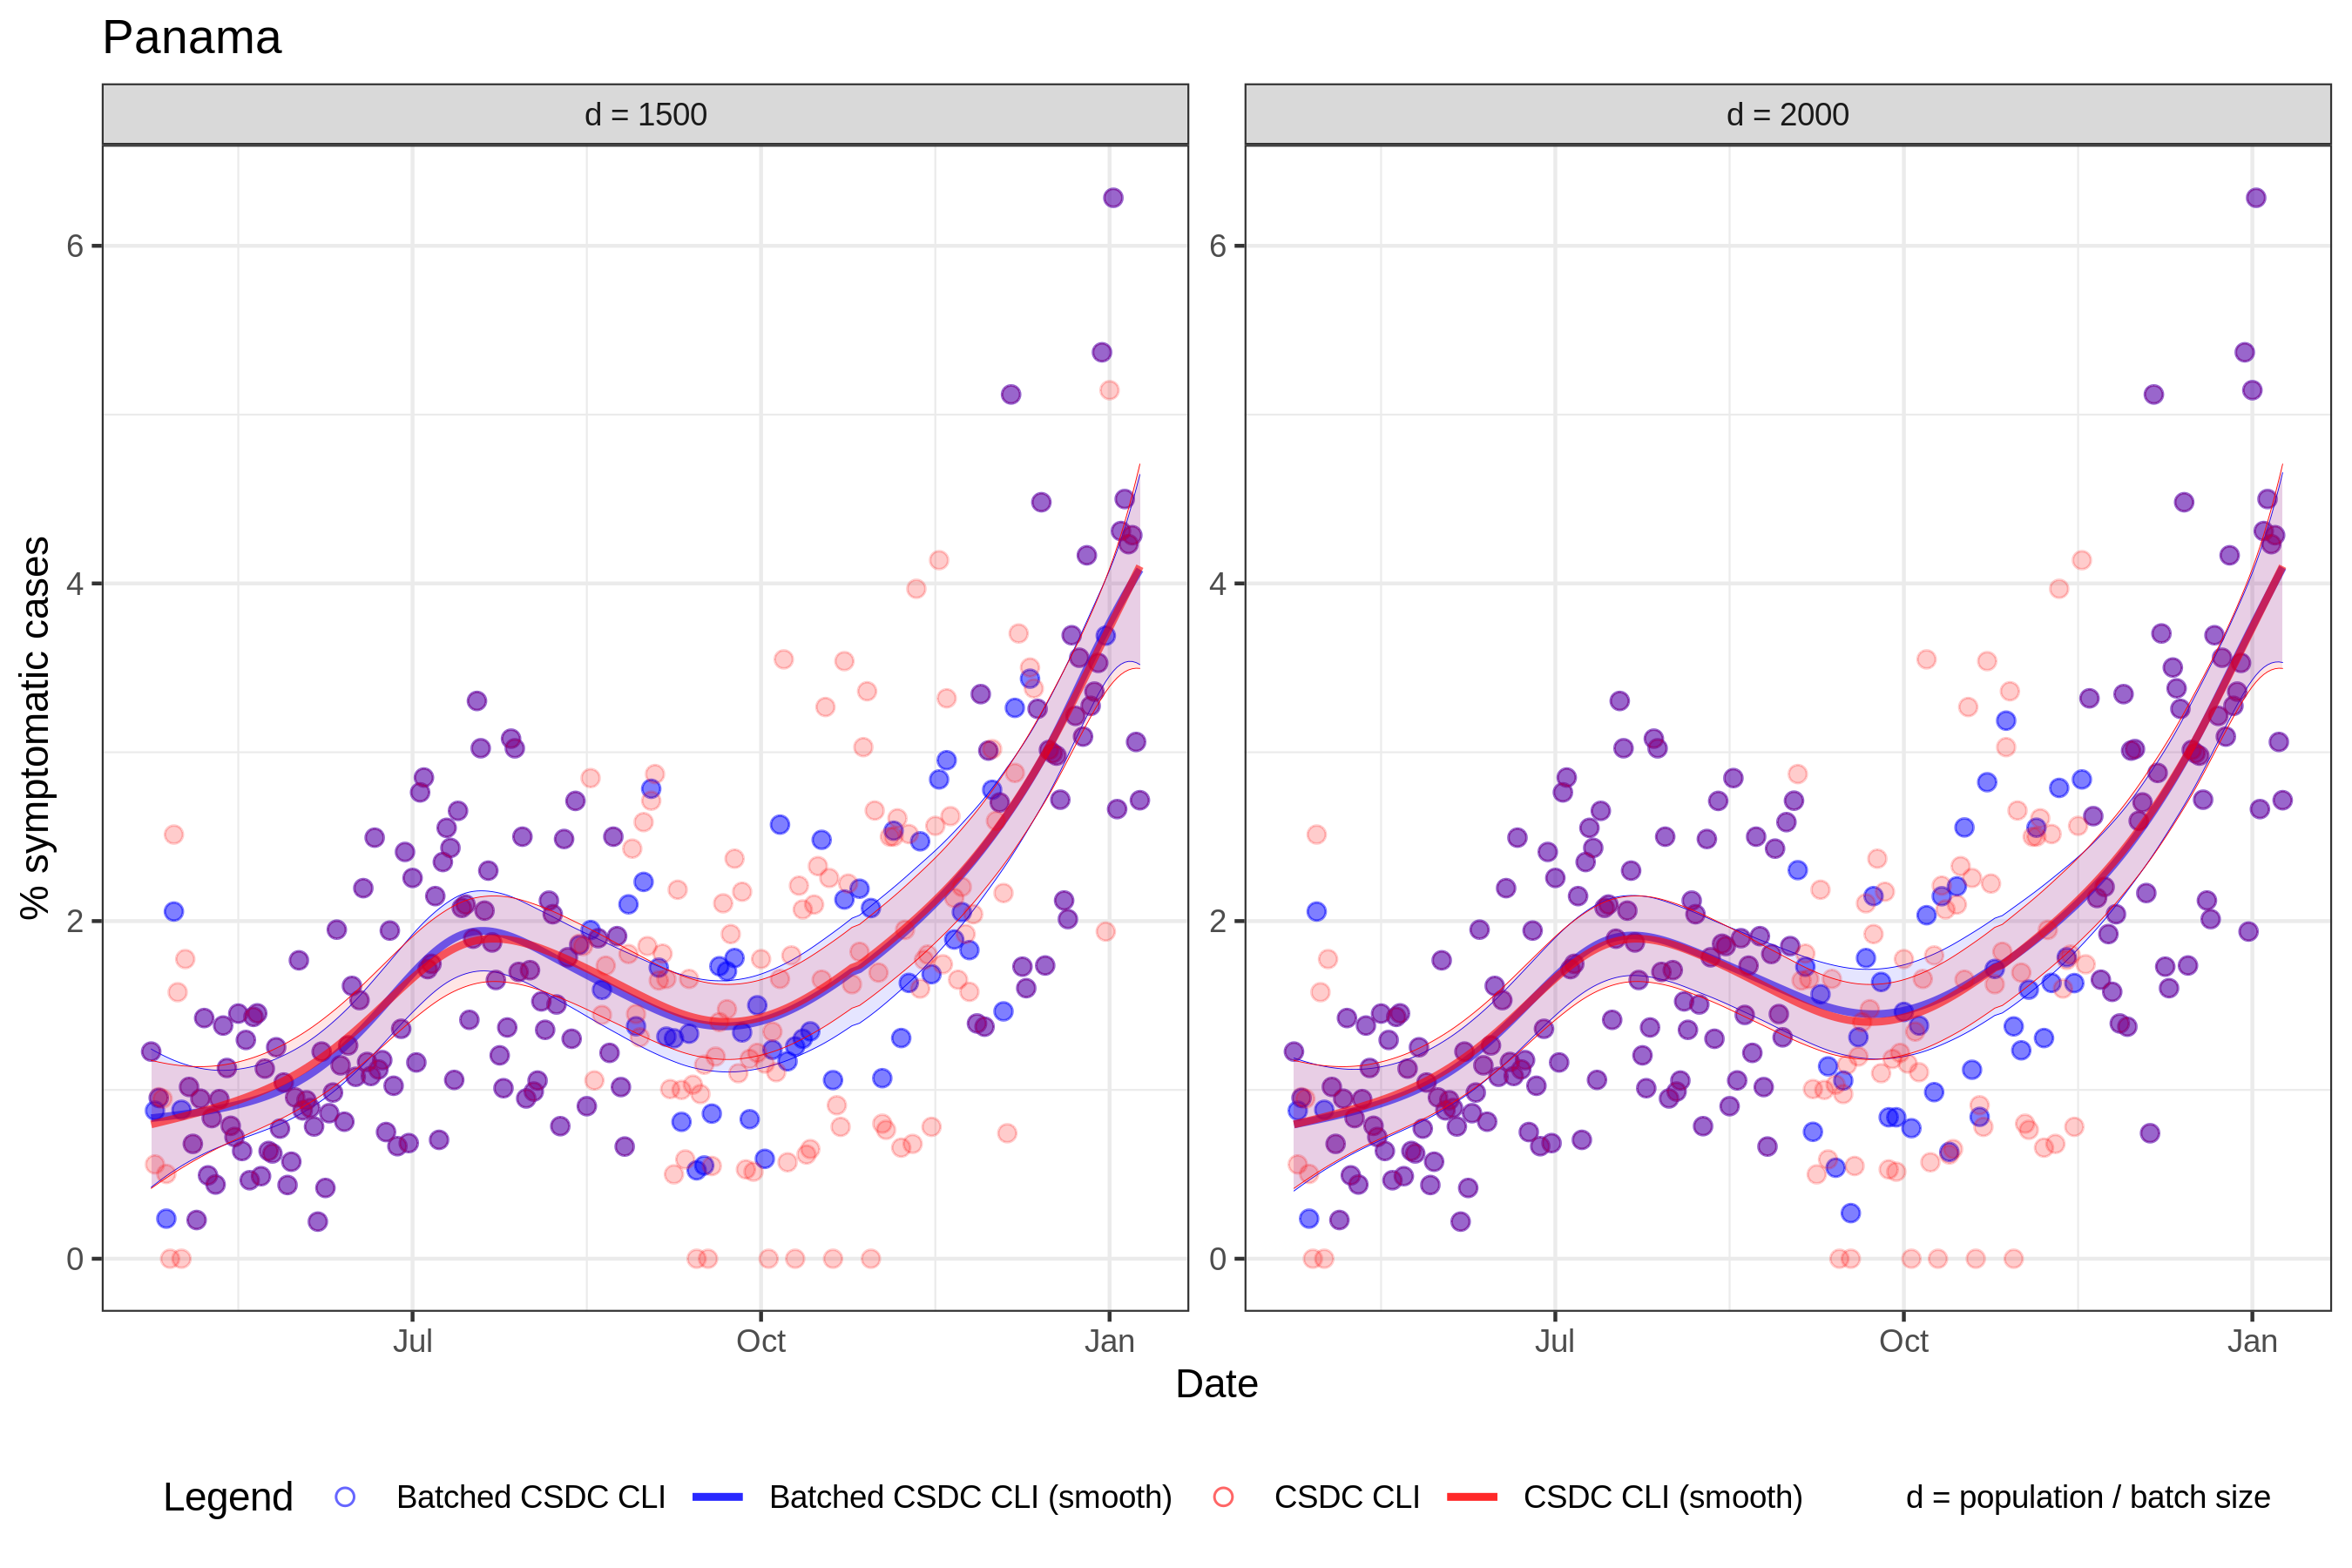 Panama
d = 1500
d = 2000
% symptomatic cases
6
4
2
0
6
4
2
0
Jul
Oct
Jan
Jul
Oct
Jan
Date
Legend Batched CSDC CLI Batched CSDC CLI (smooth) CSDC CLI CSDC CLI (smooth) d = population / batch size